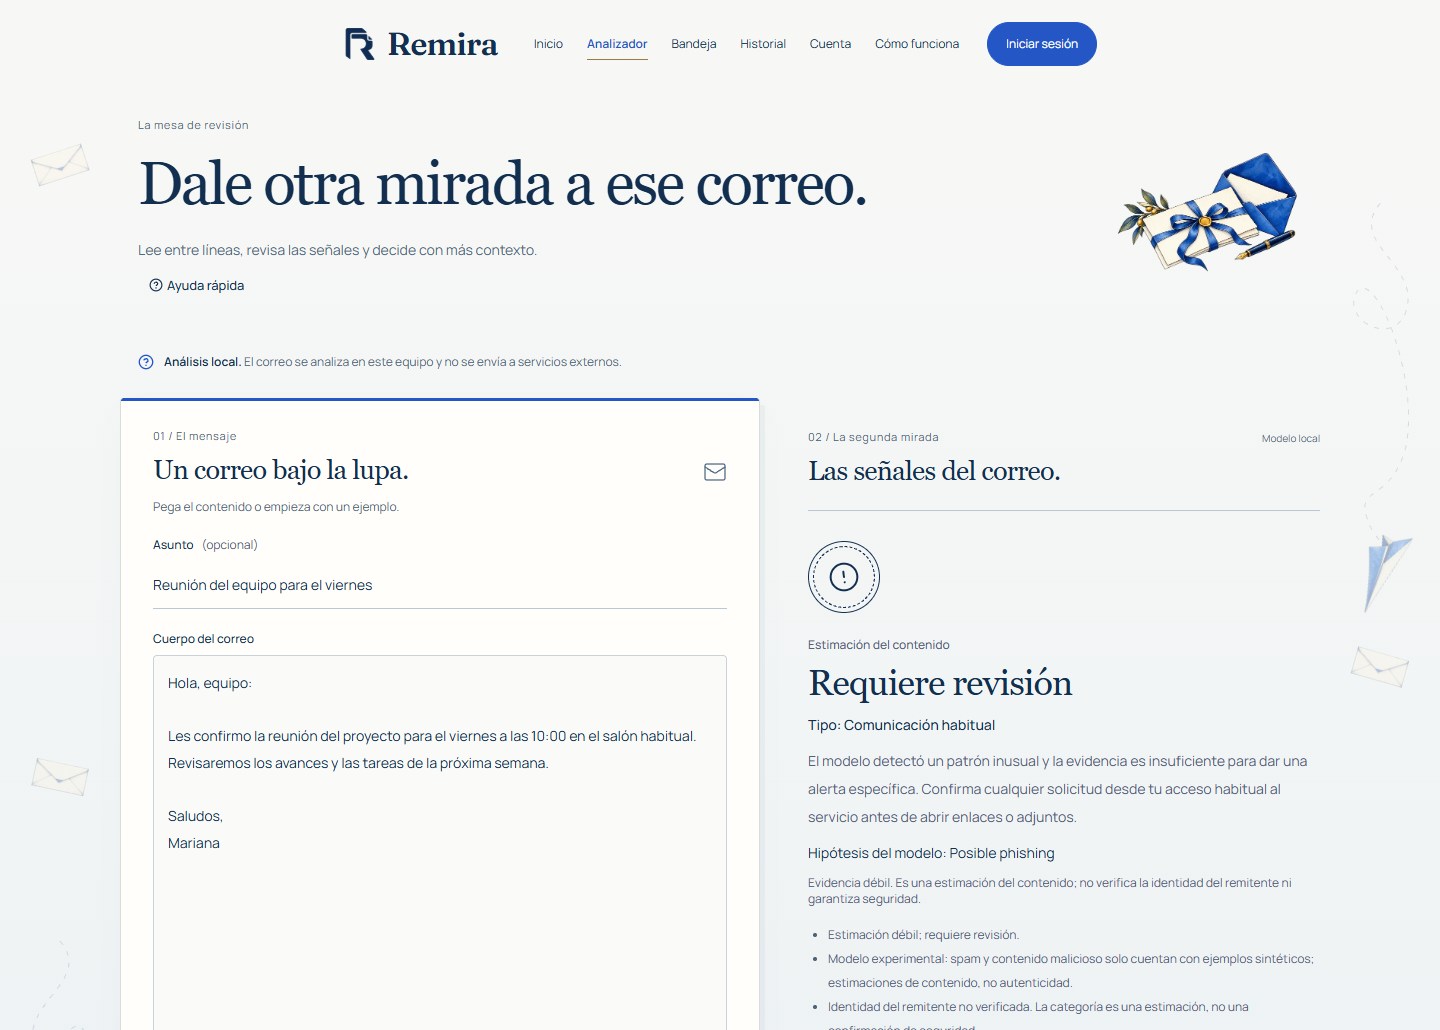 Remira
Inicio
Analizador
Bandeja
Historial
Cuenta
Cómo funciona
Iniciar sesión
La mesa de revisión
Dale otra mirada a ese correo.
Lee entre líneas, revisa las señales y decide con más contexto.
Ayuda rápida
Análisis local. El correo se analiza en este equipo y no se envía a servicios externos.
01 / El mensaje
Un correo bajo la lupa.
Pega el contenido o empieza con un ejemplo.
Asunto (opcional)
Reunión del equipo para el viernes
Cuerpo del correo
Hola, equipo:
Les confirmo la reunión del proyecto para el viernes a las 10:00 en el salón habitual.
Revisaremos los avances y las tareas de la próxima semana.
Saludos,
Mariana
02 / La segunda mirada
Modelo local
Las señales del correo.
Estimación del contenido
Requiere revisión
Tipo: Comunicación habitual
El modelo detectó un patrón inusual y la evidencia es insuficiente para dar una
alerta específica. Confirma cualquier solicitud desde tu acceso habitual al
servicio antes de abrir enlaces o adjuntos.
Hipótesis del modelo: Posible phishing
Evidencia débil. Es una estimación del contenido; no verifica la identidad del remitente ni
garantiza seguridad.
Estimación débil; requiere revisión.
Modelo experimental: spam y contenido malicioso solo cuentan con ejemplos sintéticos;
estimaciones de contenido, no autenticidad.
Identidad del remitente no verificada. La categoría es una estimación, no una
confirmación de seguridad.